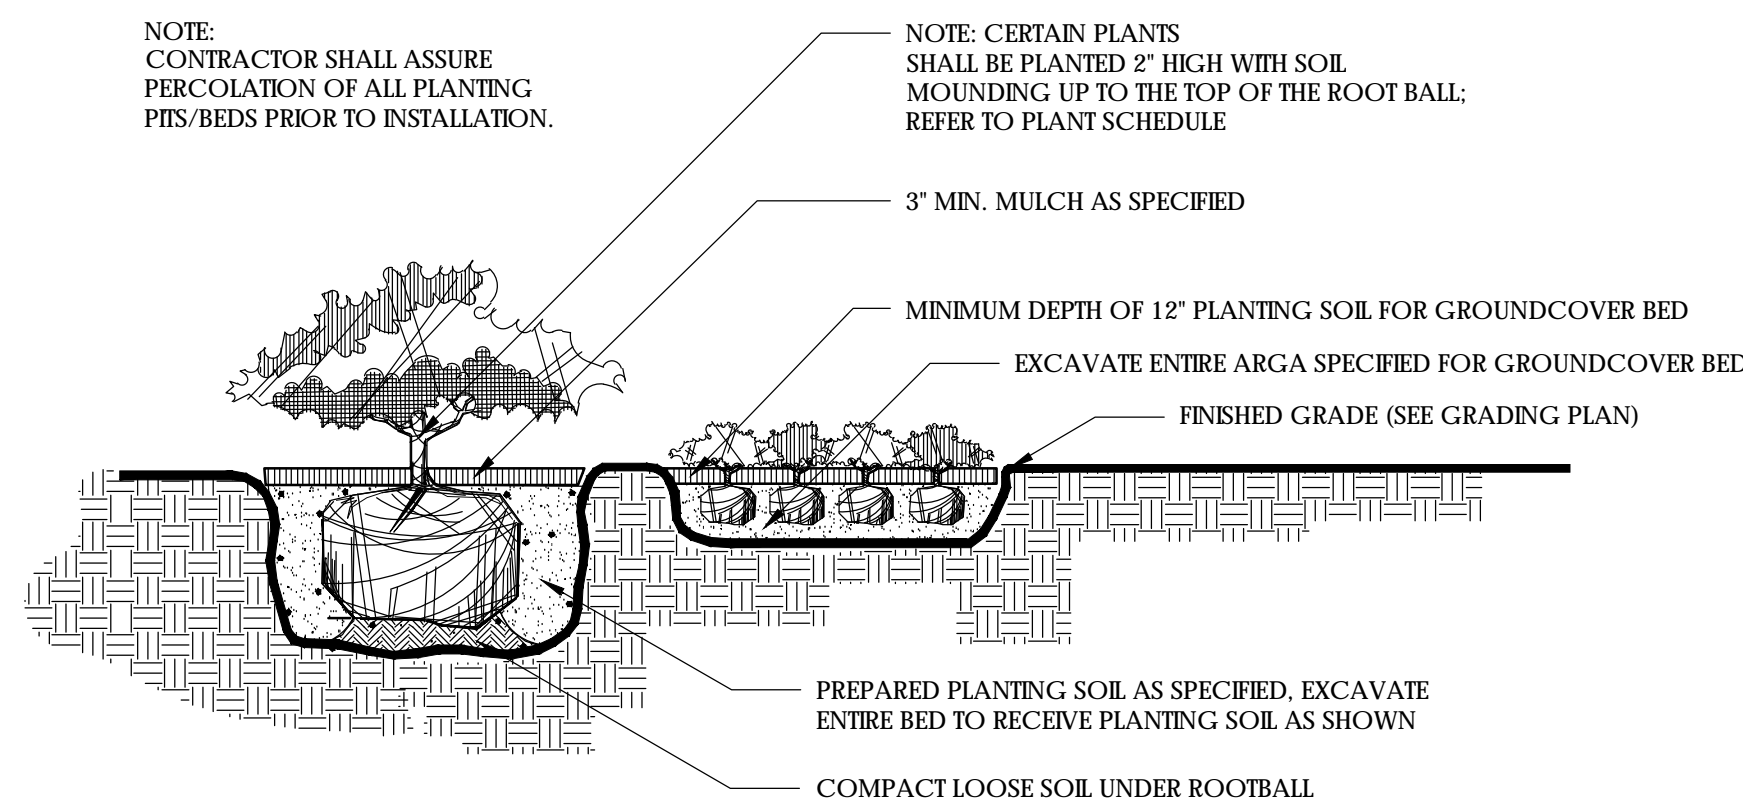 NOTE:
CONTRACTOR SHALL ASSURE
PERCOLATION OF ALL PLANTING
PITS/BEDS PRIOR TO INSTALLATION.
NOTE: CERTAIN PLANTS
SHALL BE PLANTED 2" HIGH WITH SOIL
MOUNDING UP TO THE TOP OF THE ROOT BALL;
REFER TO PLANT SCHEDULE
3" MIN. MULCH AS SPECIFIED
MINIMUM DEPTH OF 12" PLANTING SOIL FOR GROUNDCOVER BED
EXCAVATE ENTIRE ARGA SPECIFIED FOR GROUNDCOVER BED
FINISHED GRADE (SEE GRADING PLAN)
PREPARED PLANTING SOIL AS SPECIFIED, EXCAVATE
ENTIRE BED TO RECEIVE PLANTING SOIL AS SHOWN
COMPACT LOOSE SOIL UNDER ROOTBALL